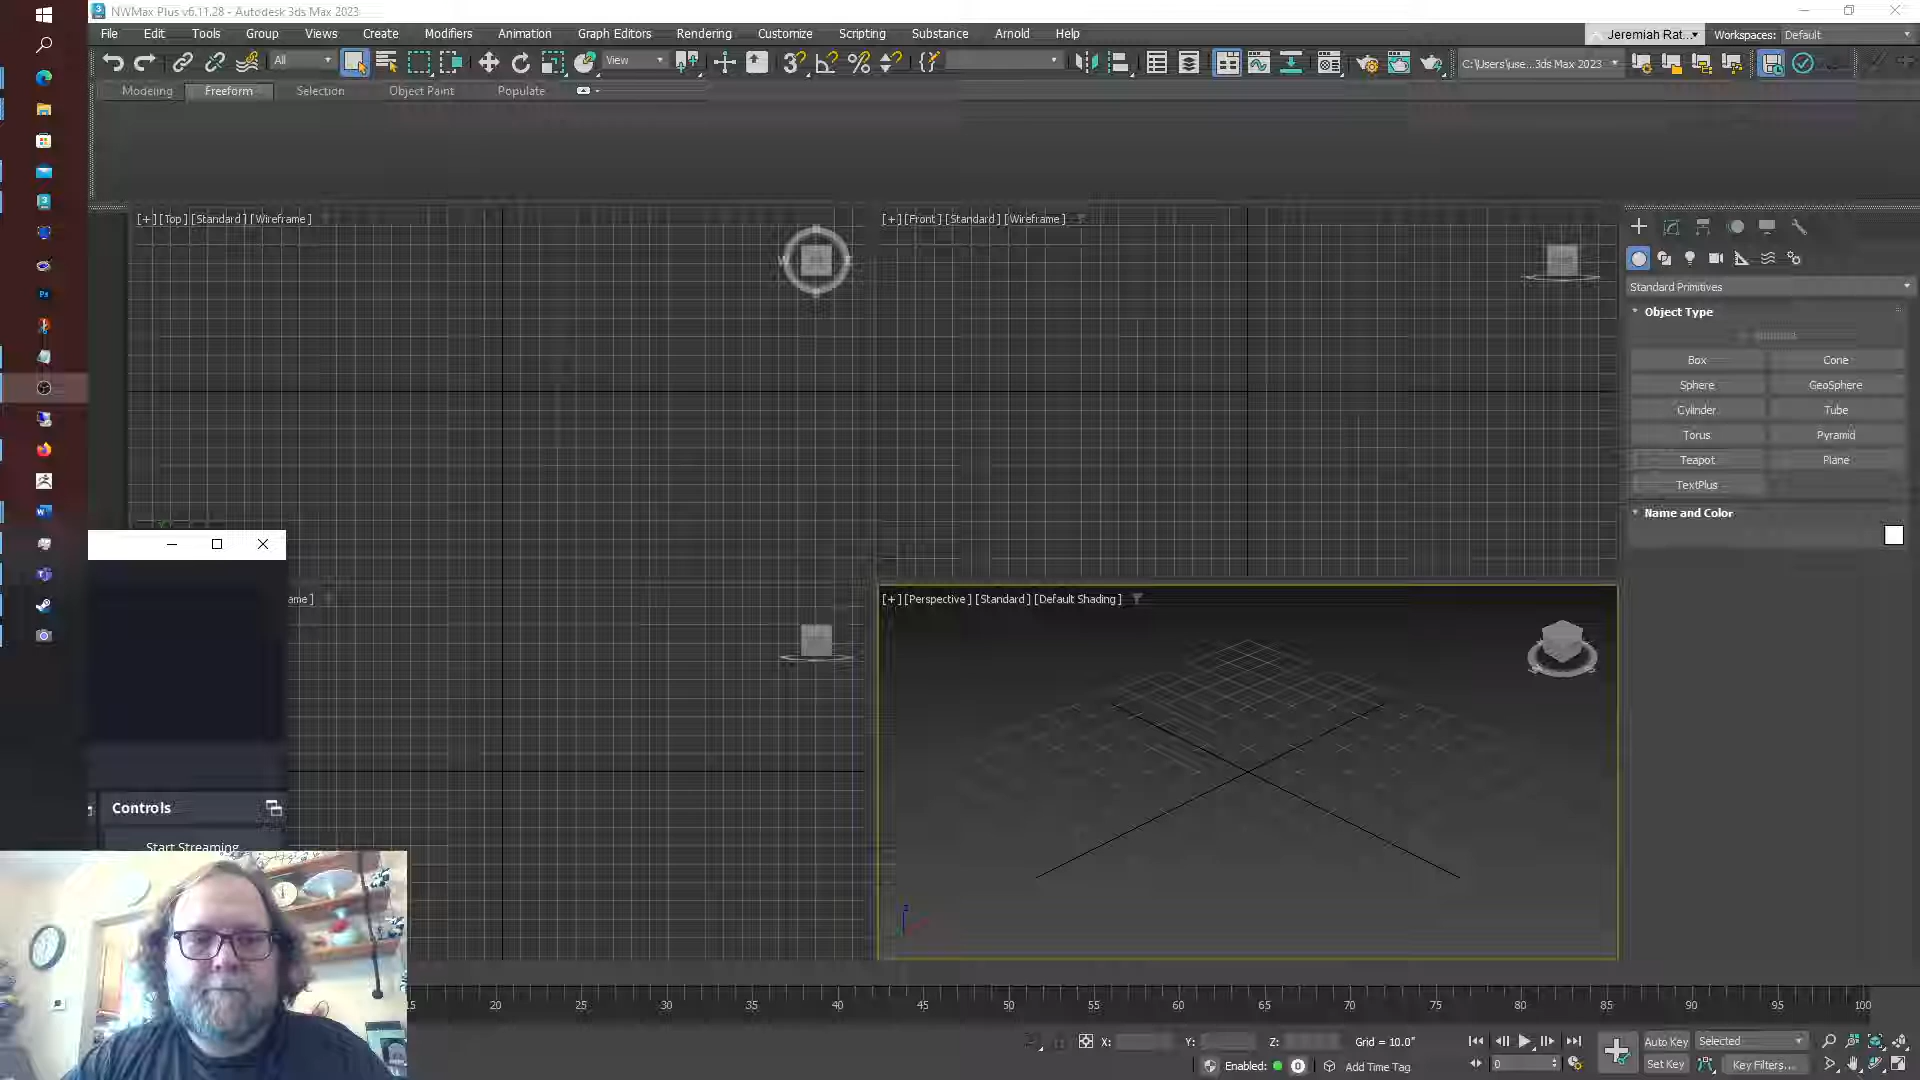 NWMax Plus v6.11.28 - Autodesk 3ds Max 2023
File Edit Tools Group Views Create Modifiers Animation Graph Editors Rendering Customize Scripting Substance Arnold Help
Jeremiah Rat... Workspaces: Default
All View C:\Users\use...3ds Max 2023
Modeling Freeform Selection Object Paint Populate
[+] [Top] [Standard] [Wireframe]
[+] [Front] [Standard] [Wireframe]
Standard Primitives
Object Type
Box Cone
Sphere GeoSphere
Cylinder Tube
Torus Pyramid
Teapot Plane
TextPlus
Name and Color
ame]
[+] [Perspective] [Standard] [Default Shading]
Controls
Start Streaming
15 20 25 30 35 40 45 50 55 60 65 70 75 80 85 90 95 100
X: Y: Z: Grid = 10.0" Auto Key Selected
Enabled: 0 Add Time Tag 0 Set Key Key Filters...